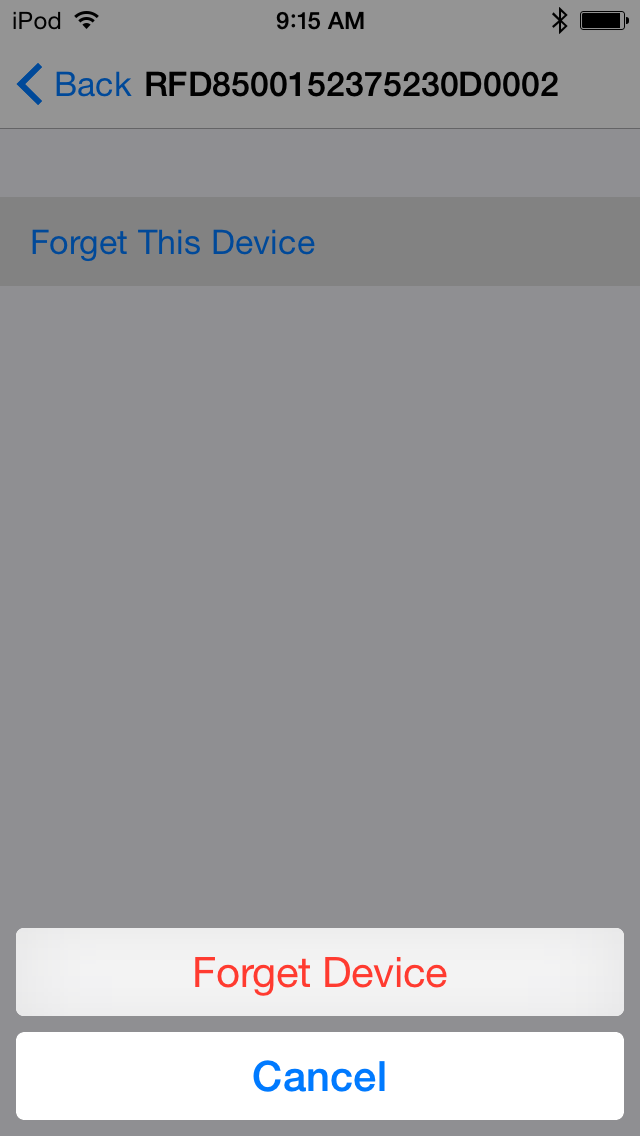 iPod 9:15 AM
Back RFD8500152375230D0002
Forget This Device
Forget Device
Cancel